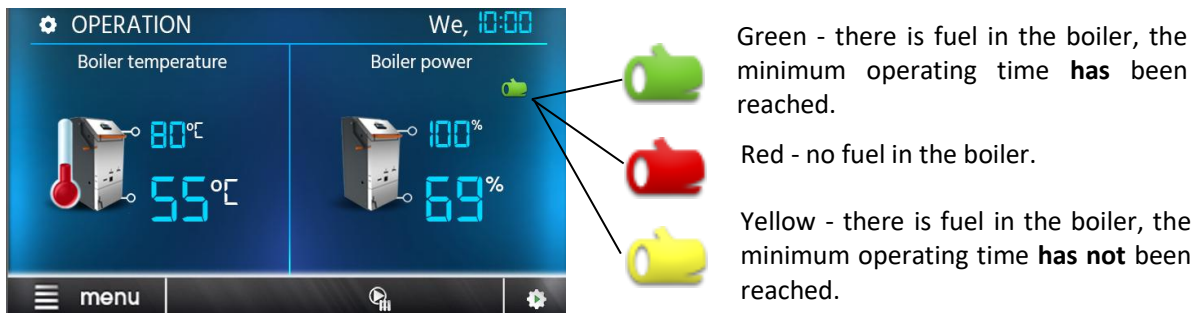 OPERATION We, 10:00
Boiler temperature Boiler power
80°C 100%
55°C 69%
menu
Green - there is fuel in the boiler, the
minimum operating time has been
reached.
Red - no fuel in the boiler.
Yellow - there is fuel in the boiler, the
minimum operating time has not been
reached.